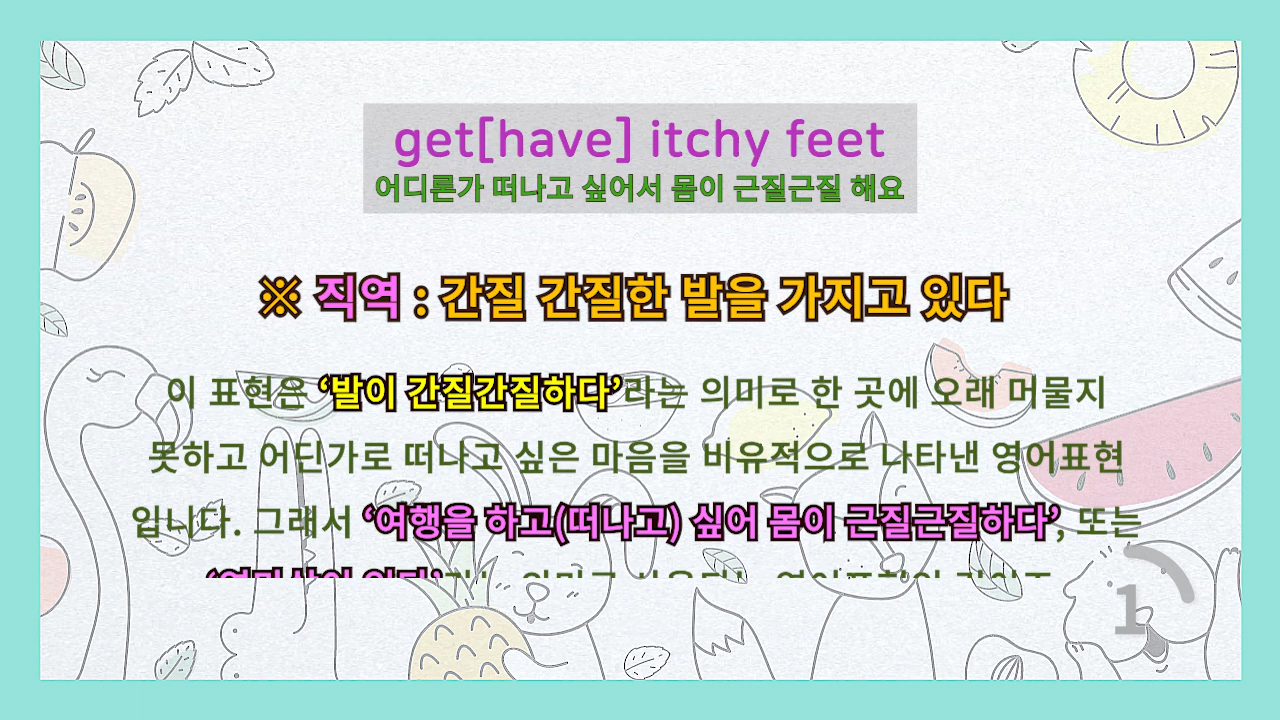 get[have] itchy feet
어디론가 떠나고 싶어서 몸이 근질근질 해요
※ 직역 : 간질 간질한 발을 가지고 있다
이 표현은 ‘발이 간질간질하다’라는 의미로 한 곳에 오래 머물지
못하고 어딘가로 떠나고 싶은 마음을 비유적으로 나타낸 영어표현
입니다. 그래서 ‘여행을 하고(떠나고) 싶어 몸이 근질근질하다’, 또는
1